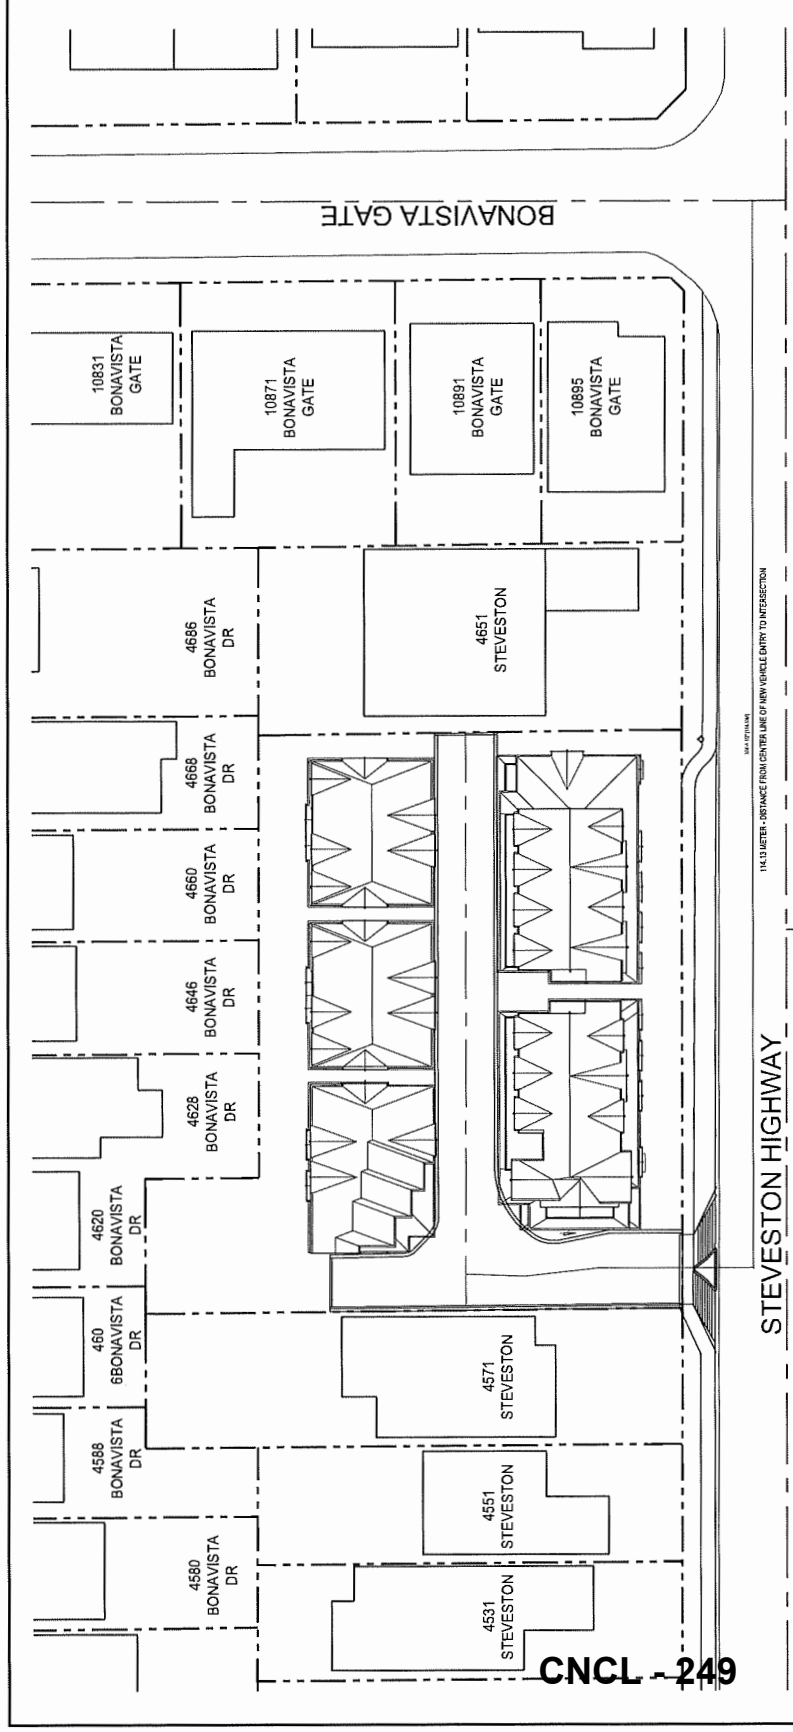 BONAVISTA GATE
10831
BONAVISTA
GATE
10871
BONAVISTA
GATE
10891
BONAVISTA
GATE
10895
BONAVISTA
GATE
4686
BONAVISTA
DR
4651
STEVESTON
4668
BONAVISTA
DR
4660
BONAVISTA
DR
4646
BONAVISTA
DR
4628
BONAVISTA
DR
4620
BONAVISTA
DR
460
6BONAVISTA
DR
4588
BONAVISTA
DR
4580
BONAVISTA
DR
4571
STEVESTON
4551
STEVESTON
4531
STEVESTON
114.13 METER - DISTANCE FROM CENTER LINE OF NEW VEHICLE ENTRY TO INTERSECTION
STEVESTON HIGHWAY
CNCL - 249